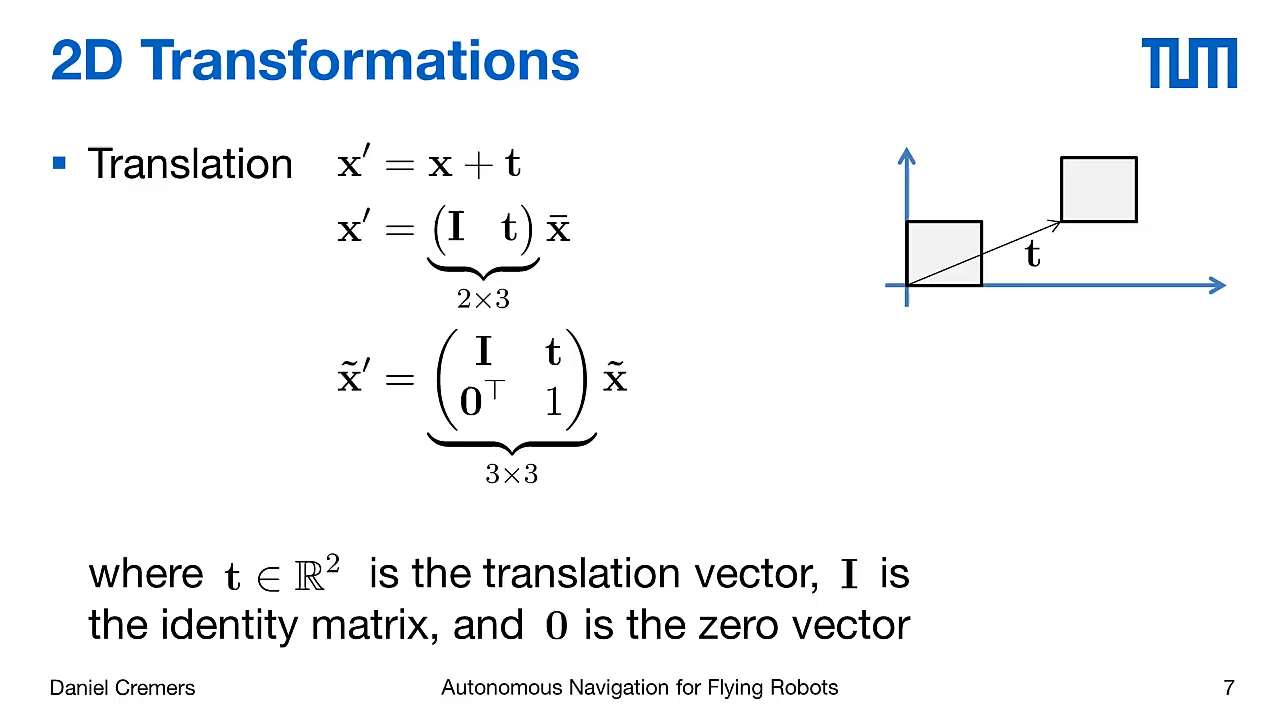 2D Transformations
TUM
▪ Translation x′ = x + t
x′ = (I t) x̄
2×3
x̃′ = ( I t
0⊤ 1 ) x̃
3×3
t
where t ∈ ℝ² is the translation vector, I is
the identity matrix, and 0 is the zero vector
Daniel Cremers Autonomous Navigation for Flying Robots 7